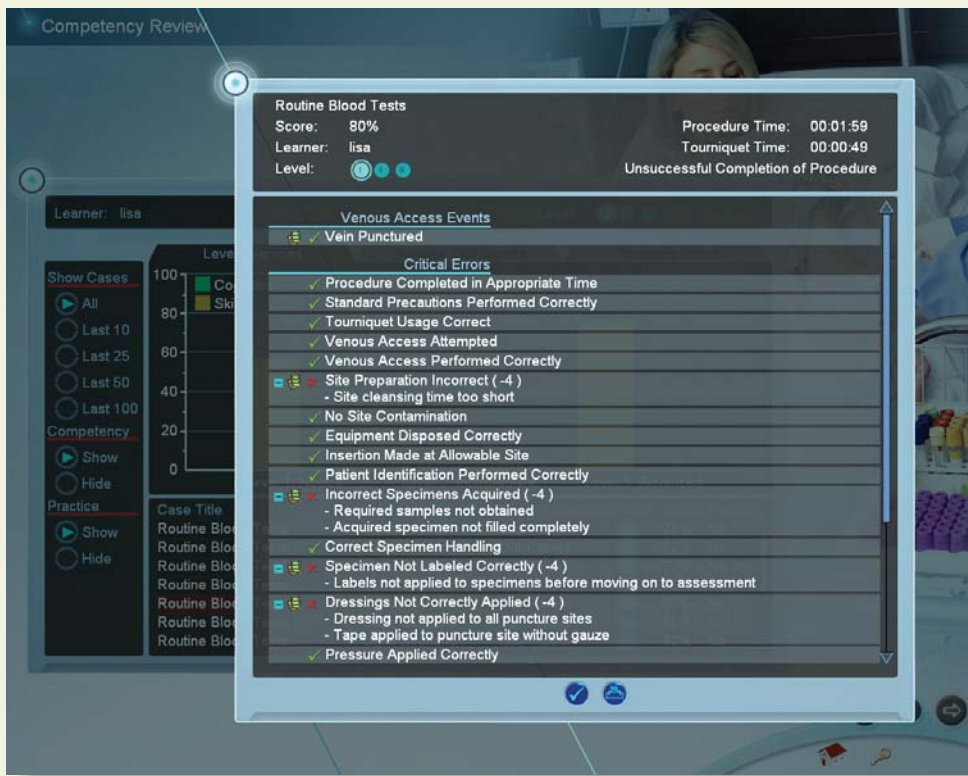 Competency Review
Routine Blood Tests
Score: 80%
Learner: lisa
Level:
Procedure Time: 00:01:59
Tourniquet Time: 00:00:49
Unsuccessful Completion of Procedure
Venous Access Events
Vein Punctured
Critical Errors
Procedure Completed in Appropriate Time
Standard Precautions Performed Correctly
Tourniquet Usage Correct
Venous Access Attempted
Venous Access Performed Correctly
Site Preparation Incorrect ( -4 )
- Site cleansing time too short
No Site Contamination
Equipment Disposed Correctly
Insertion Made at Allowable Site
Patient Identification Performed Correctly
Incorrect Specimens Acquired ( -4 )
- Required samples not obtained
- Acquired specimen not filled completely
Correct Specimen Handling
Specimen Not Labeled Correctly ( -4 )
- Labels not applied to specimens before moving on to assessment
Dressings Not Correctly Applied ( -4 )
- Dressing not applied to all puncture sites
- Tape applied to puncture site without gauze
Pressure Applied Correctly
Learner: lisa
Show Cases
All
Last 10
Last 25
Last 50
Last 100
Competency
Show
Hide
Practice
Show
Hide
100
80
60
40
20
0
Case Title
Routine Bloo
Routine Bloo
Routine Bloo
Routine Bloo
Routine Bloo
Routine Bloo
Routine Bloo